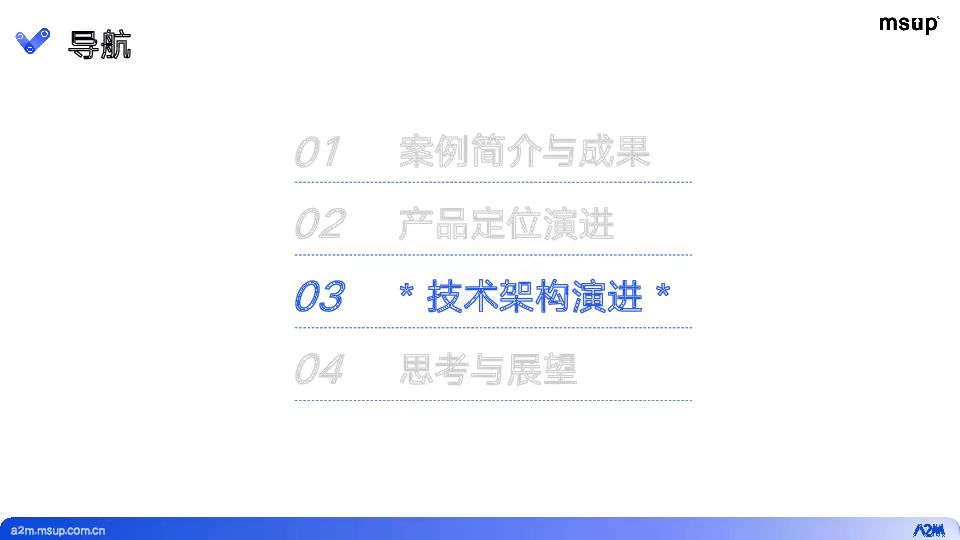 导航
msup
01 案例简介与成果
02 产品定位演进
03 * 技术架构演进 *
04 思考与展望
a2m.msup.com.cn
A2M